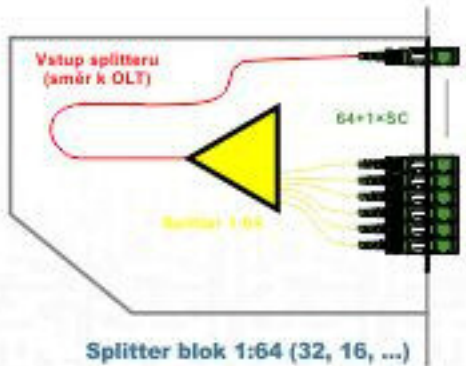 Vstup splitteru
(směr k OLT)
64+1×SC
Splitter 1:64
Splitter blok 1:64 (32, 16, ...)